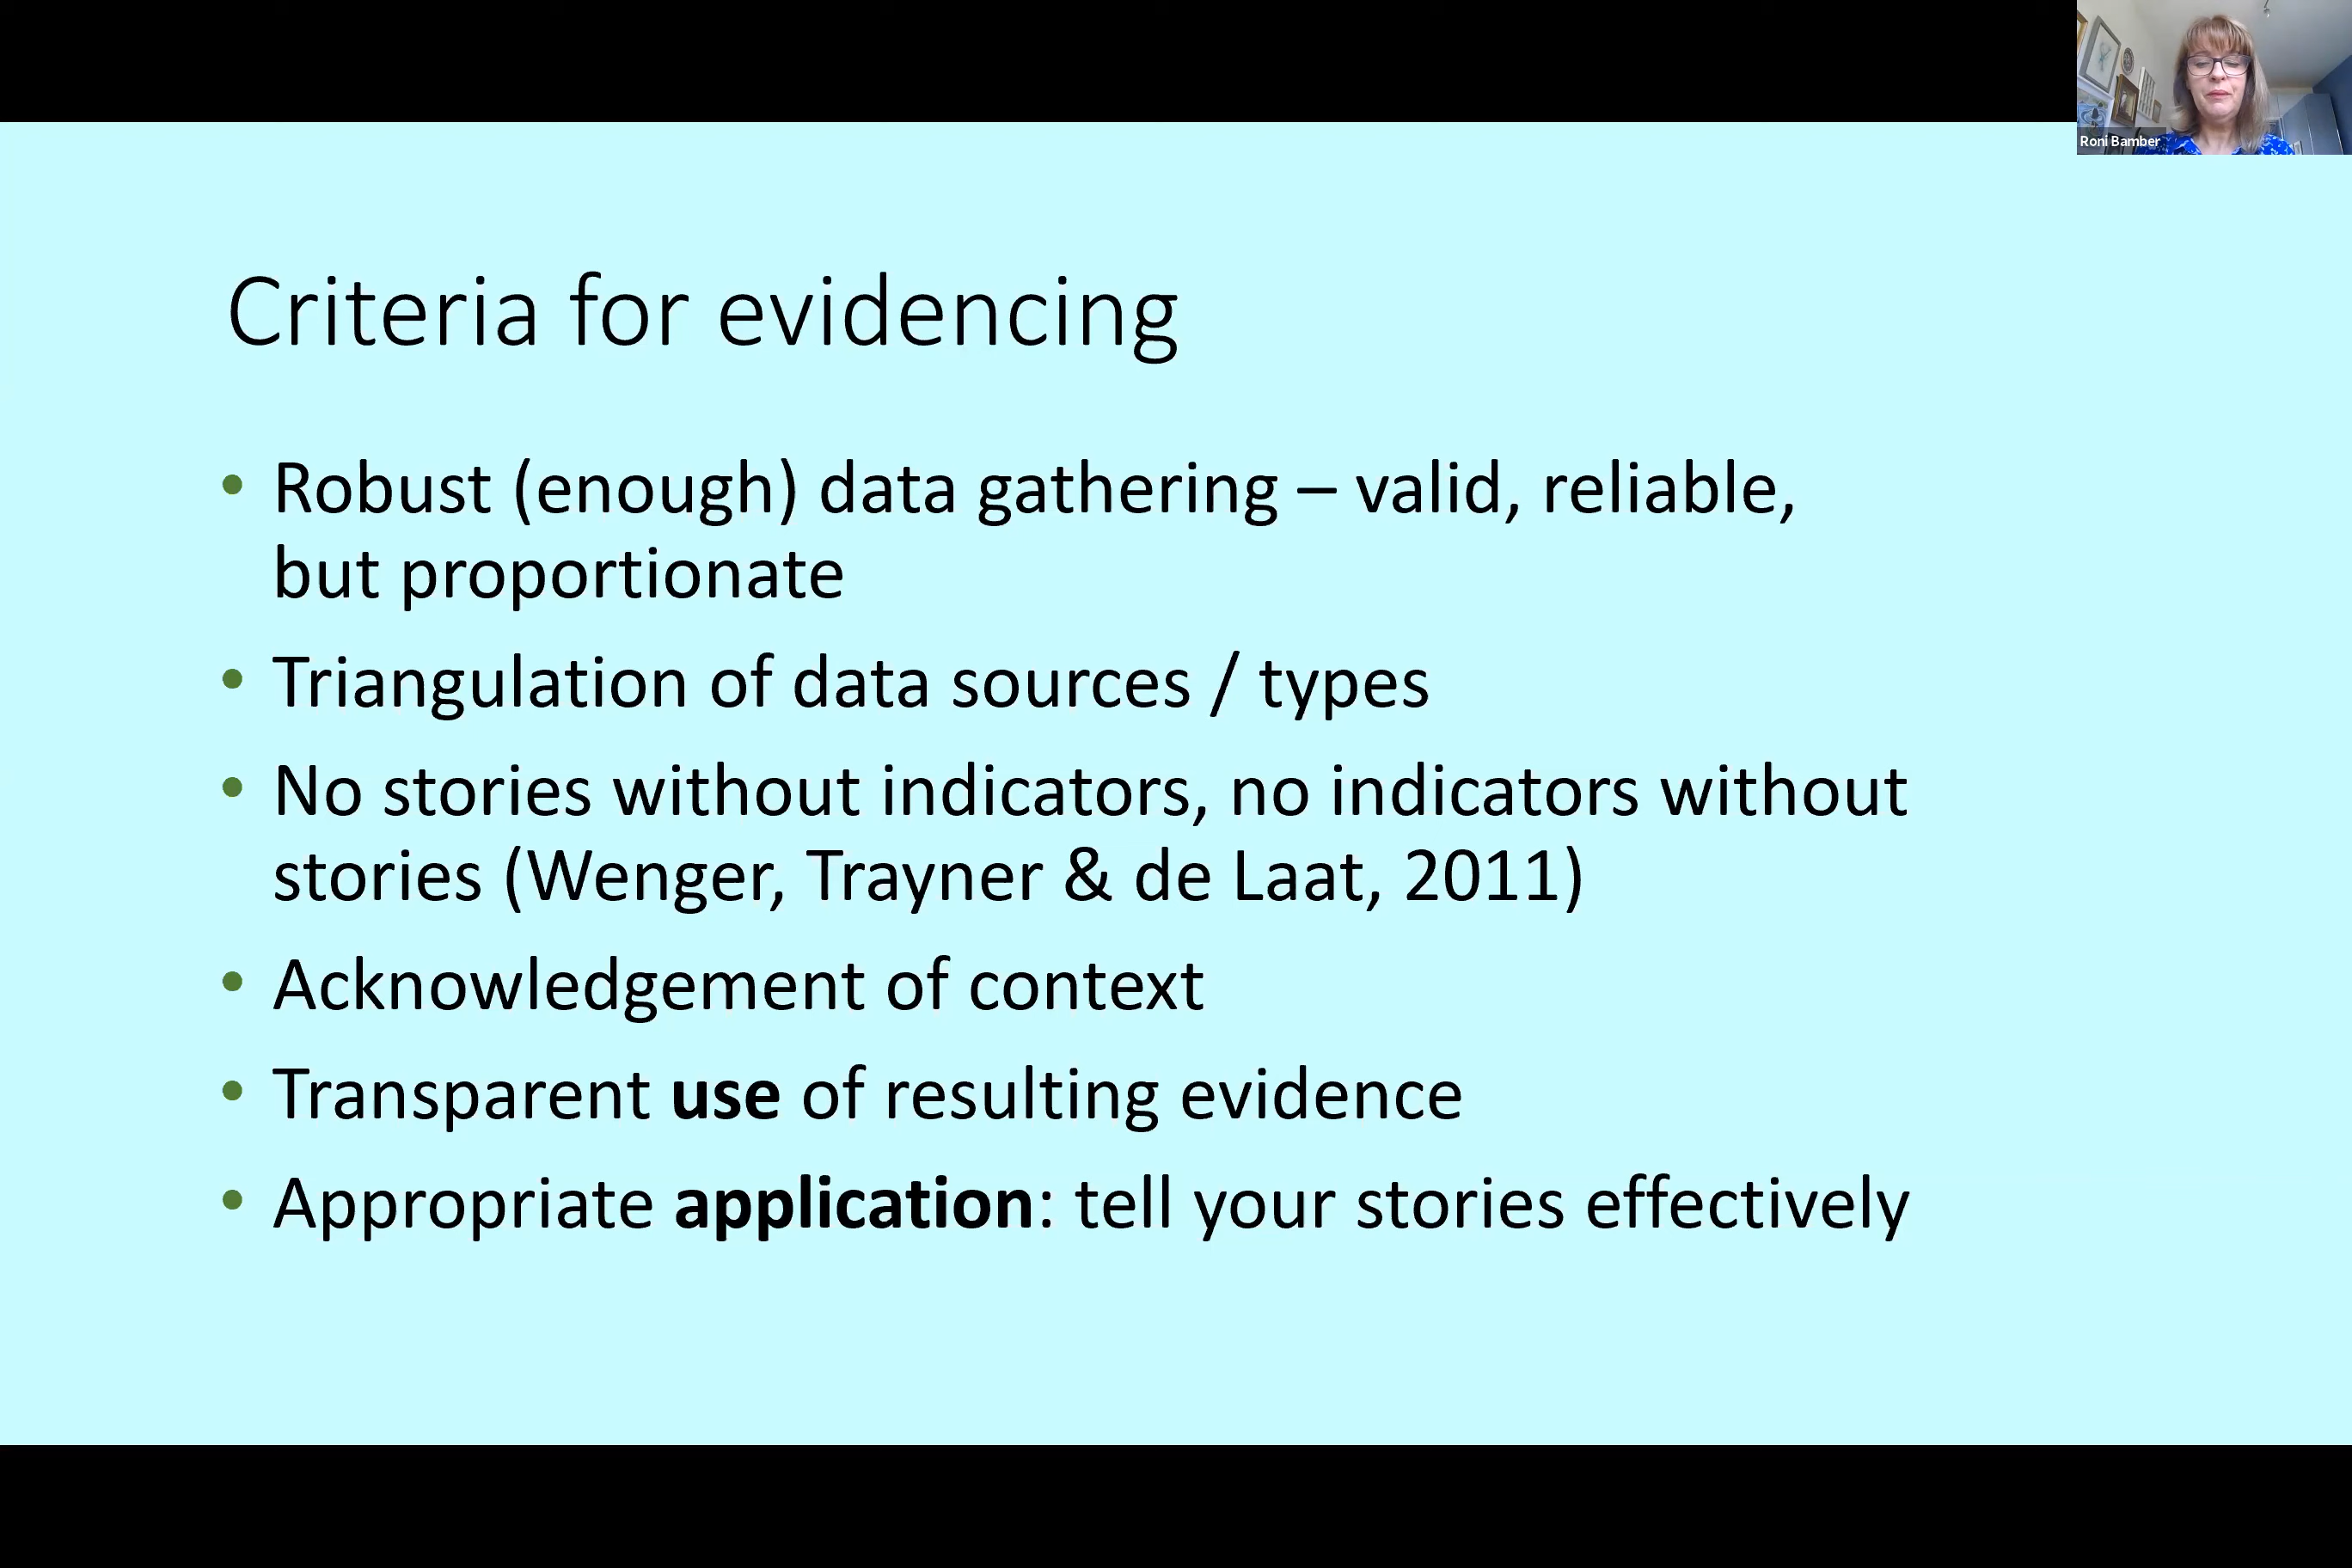 Roni Bamber
Criteria for evidencing
• Robust (enough) data gathering – valid, reliable,
but proportionate
• Triangulation of data sources / types
• No stories without indicators, no indicators without
stories (Wenger, Trayner & de Laat, 2011)
• Acknowledgement of context
• Transparent use of resulting evidence
• Appropriate application: tell your stories effectively